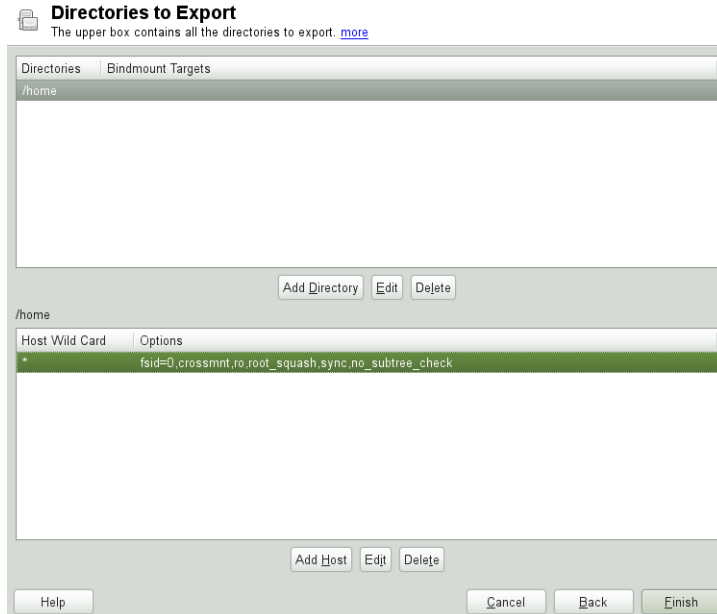 Directories to Export
The upper box contains all the directories to export. more
Directories Bindmount Targets
/home
Add Directory Edit Delete
/home
Host Wild Card Options
* fsid=0,crossmnt,ro,root_squash,sync,no_subtree_check
Add Host Edit Delete
Help Cancel Back Finish